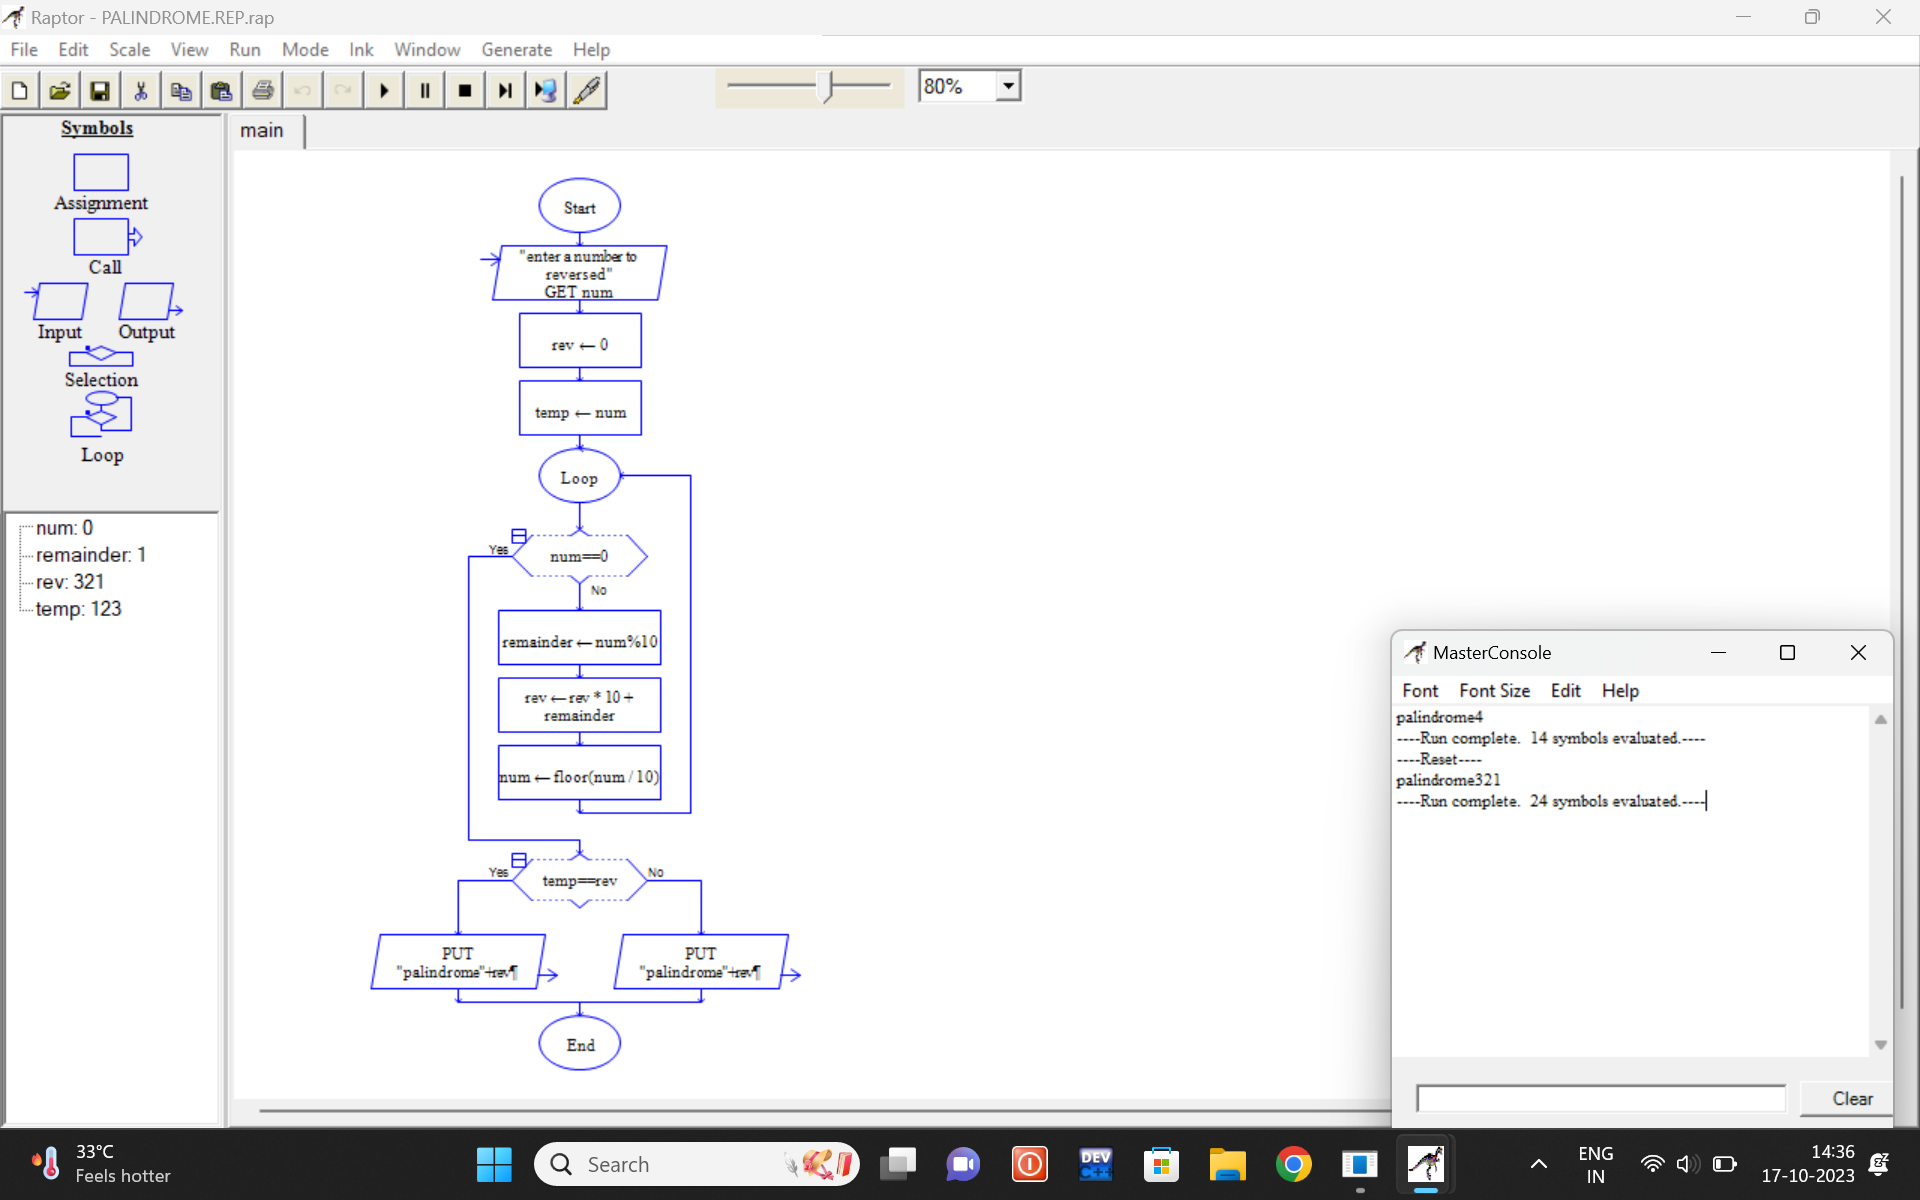 Raptor - PALINDROME.REP.rap
File Edit Scale View Run Mode Ink Window Generate Help
80%
Symbols
Assignment
Call
Input Output
Selection
Loop
num: 0
remainder: 1
rev: 321
temp: 123
main
Start
"enter a number to
reversed"
GET num
rev ← 0
temp ← num
Loop
Yes
num==0
No
remainder ← num%10
rev ← rev * 10 +
remainder
num ← floor(num / 10)
Yes
temp==rev
No
PUT
"palindrome"+rev¶
PUT
"palindrome"+rev¶
End
MasterConsole
Font Font Size Edit Help
palindrome4
----Run complete. 14 symbols evaluated.----
----Reset----
palindrome321
----Run complete. 24 symbols evaluated.----
Clear
33°C
Feels hotter
Search
DEV
C++
ENG
IN
14:36
17-10-2023